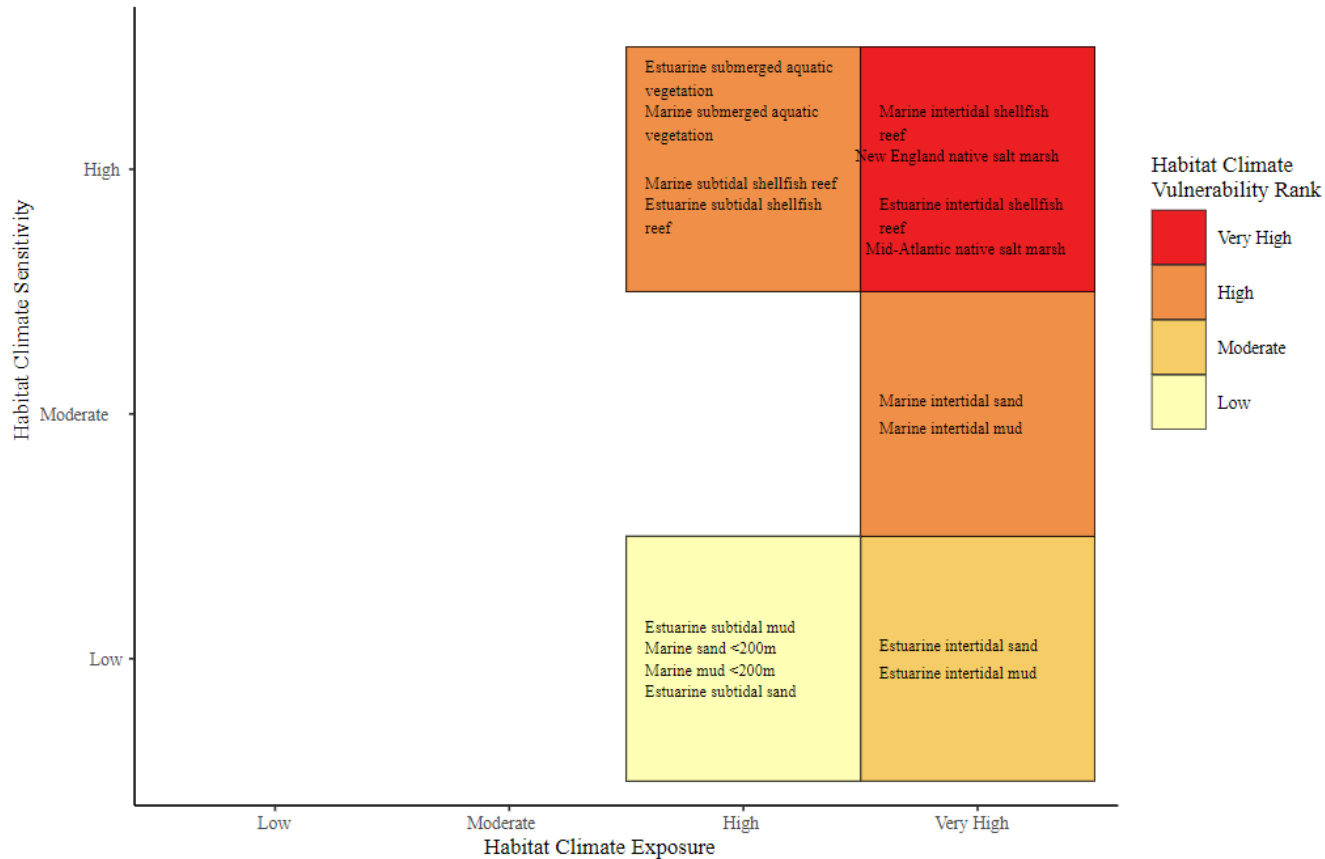 Habitat Climate Sensitivity
High
Moderate
Low
Estuarine submerged aquatic
vegetation
Marine submerged aquatic
vegetation
Marine subtidal shellfish reef
Estuarine subtidal shellfish
reef
Marine intertidal shellfish
reef
New England native salt marsh
Estuarine intertidal shellfish
reef
Mid-Atlantic native salt marsh
Marine intertidal sand
Marine intertidal mud
Estuarine subtidal mud
Marine sand <200m
Marine mud <200m
Estuarine subtidal sand
Estuarine intertidal sand
Estuarine intertidal mud
Low
Moderate
High
Very High
Habitat Climate Exposure
Habitat Climate
Vulnerability Rank
Very High
High
Moderate
Low